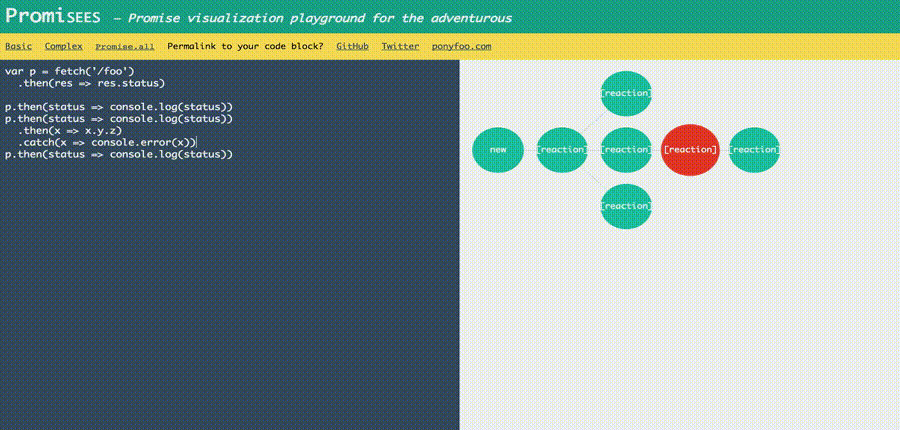 PromiSEES — Promise visualization playground for the adventurous
Basic Complex Promise.all Permalink to your code block? GitHub Twitter ponyfoo.com
var p = fetch('/foo')
  .then(res => res.status)
p.then(status => console.log(status))
p.then(status => console.log(status))
  .then(x => x.y.z)
  .catch(x => console.error(x))
p.then(status => console.log(status))
[reaction]
new [reaction] [reaction] [reaction] [reaction]
[reaction]